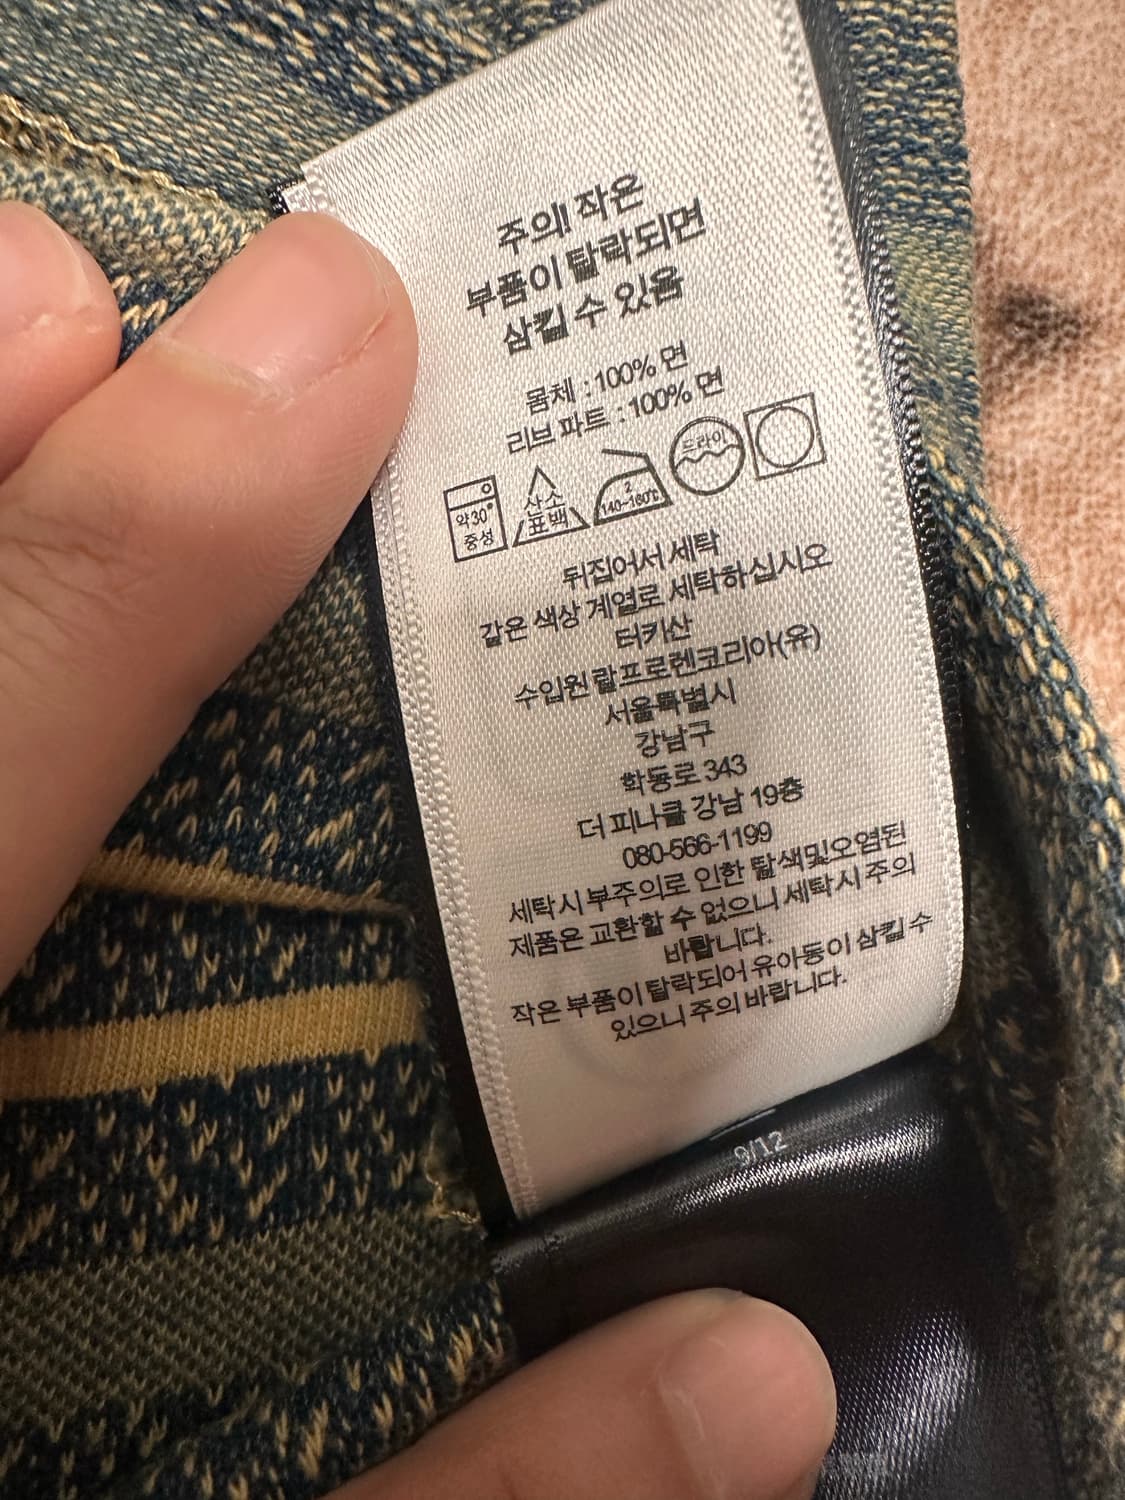 주의! 작은
부품이 탈락되면
삼킬 수 있음
몸체 : 100% 면
리브 파트 : 100% 면
약30°
중성
산소
표백
2
140~160℃
드라이
뒤집어서 세탁
같은 색상 계열로 세탁하십시오
터키산
수입원 랄프로렌코리아(유)
서울특별시
강남구
학동로 343
더 피나클 강남 19층
080-566-1199
세탁시 부주의로 인한 탈색및오염된
제품은 교환할 수 없으니 세탁시 주의
바랍니다.
작은 부품이 탈락되어 유아동이 삼킬 수
있으니 주의 바랍니다.
9/12